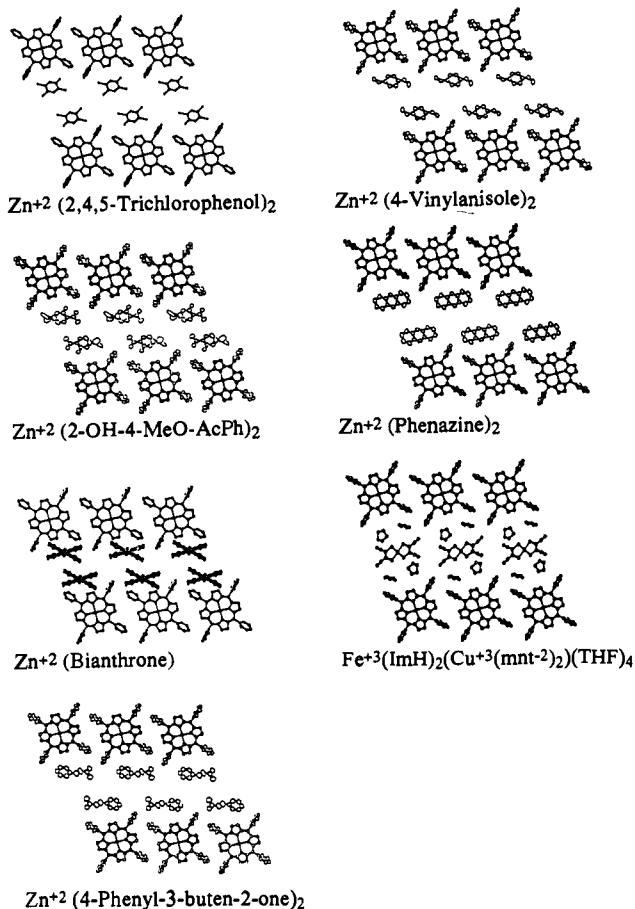 Zn+2 (2,4,5-Trichlorophenol)2
Zn+2 (4-Vinylanisole)2
Zn+2 (2-OH-4-MeO-AcPh)2
Zn+2 (Phenazine)2
Zn+2 (Bianthrone)
Fe+3(ImH)2(Cu+3(mnt-2)2)(THF)4
Zn+2 (4-Phenyl-3-buten-2-one)2